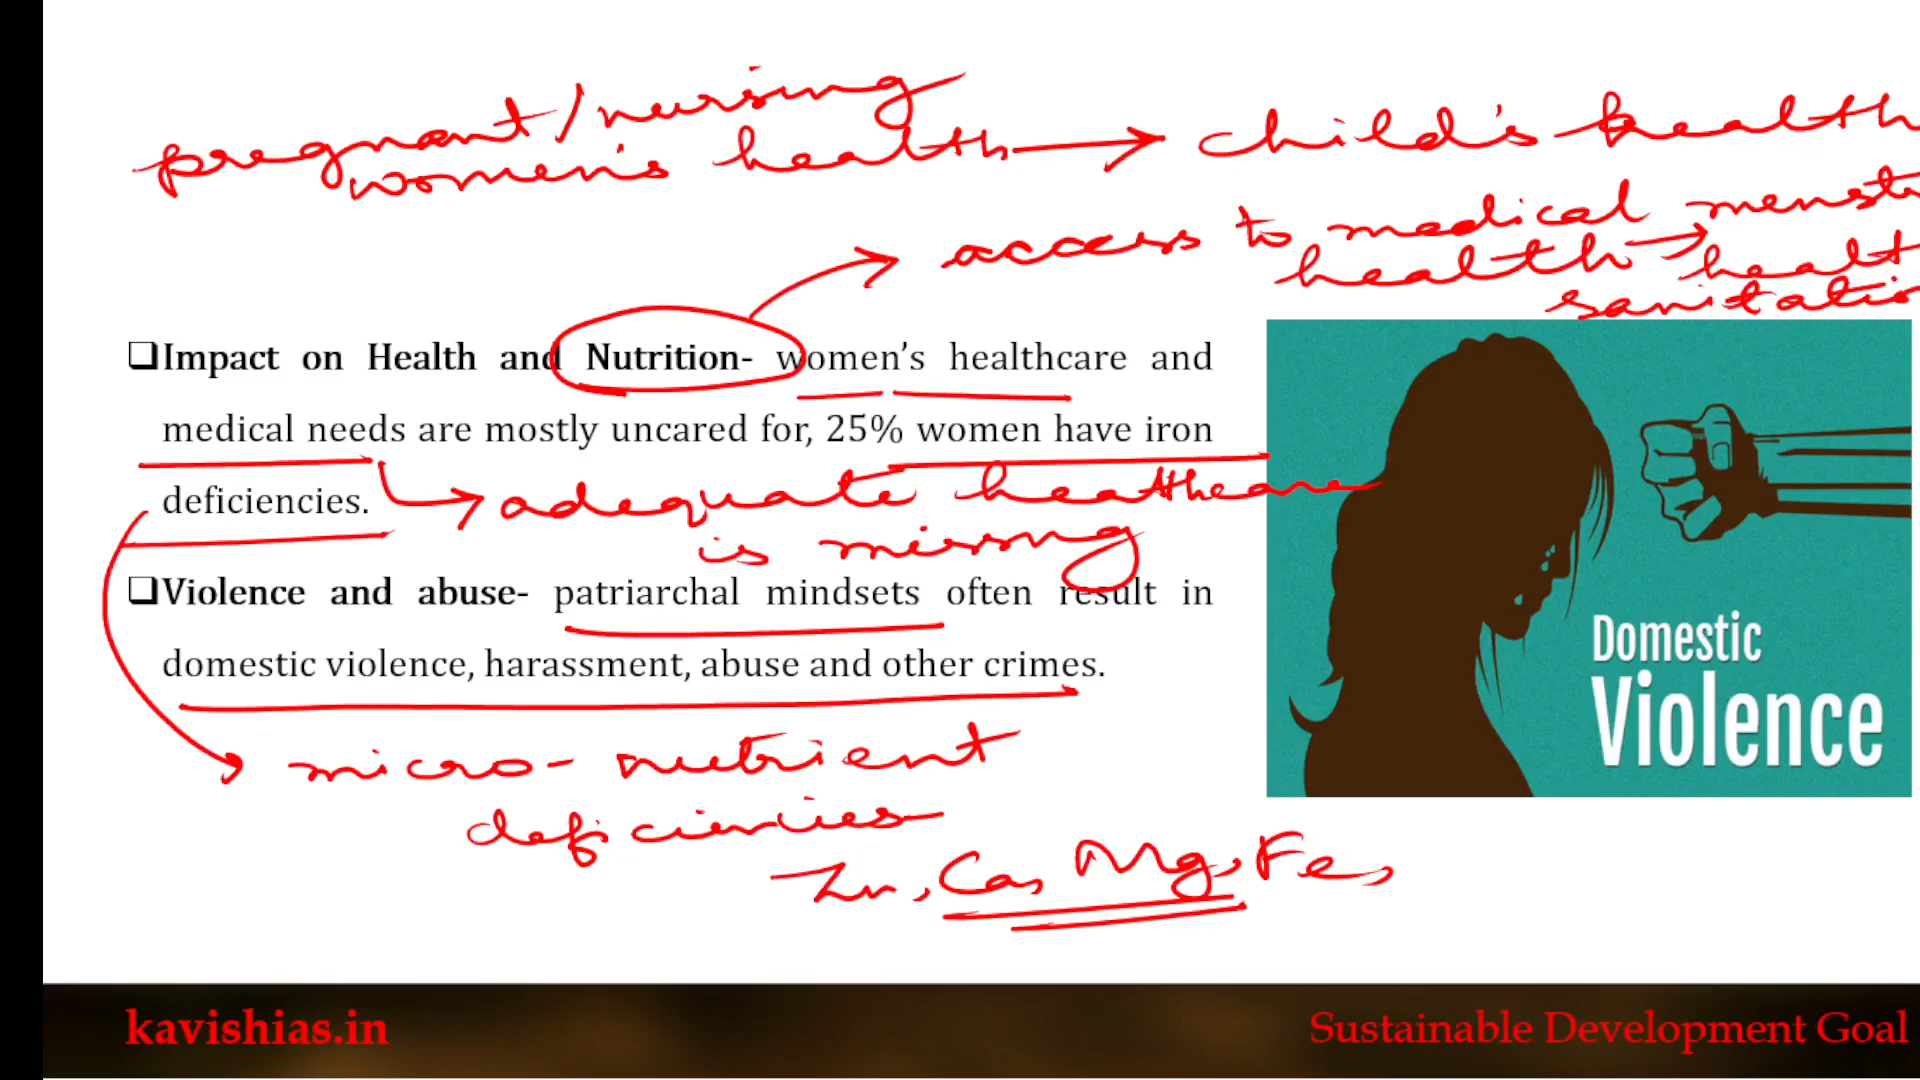 pregnant/nursing
women's health → child's health
access to medical
health → menst
health
sanitatio
❑Impact on Health and Nutrition- women’s healthcare and
medical needs are mostly uncared for, 25% women have iron
deficiencies.
adequate healthcare
is missing
❑Violence and abuse- patriarchal mindsets often result in
domestic violence, harassment, abuse and other crimes.
micro-nutrient
deficiencies
Zn, Ca, Mg, Fe,
Domestic
Violence
kavishias.in
Sustainable Development Goal